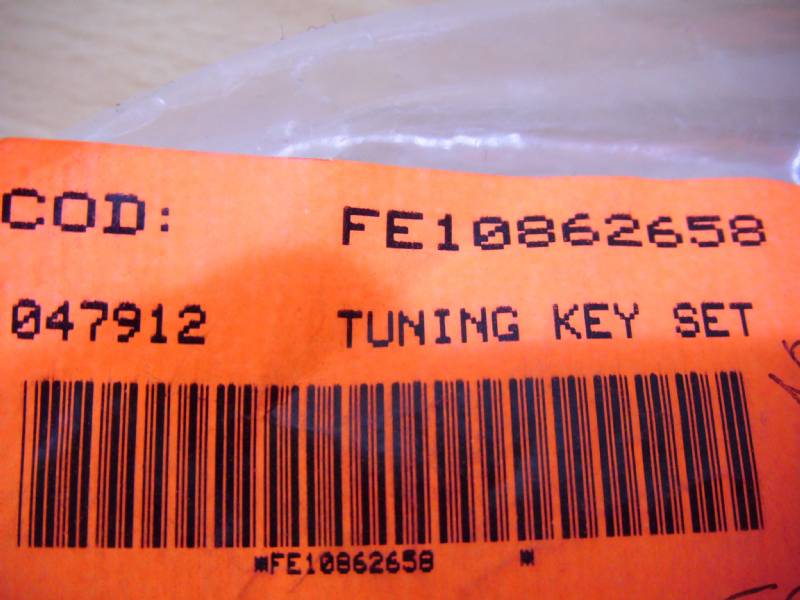 COD: FE10862658
047912 TUNING KEY SET
*FE10862658 *